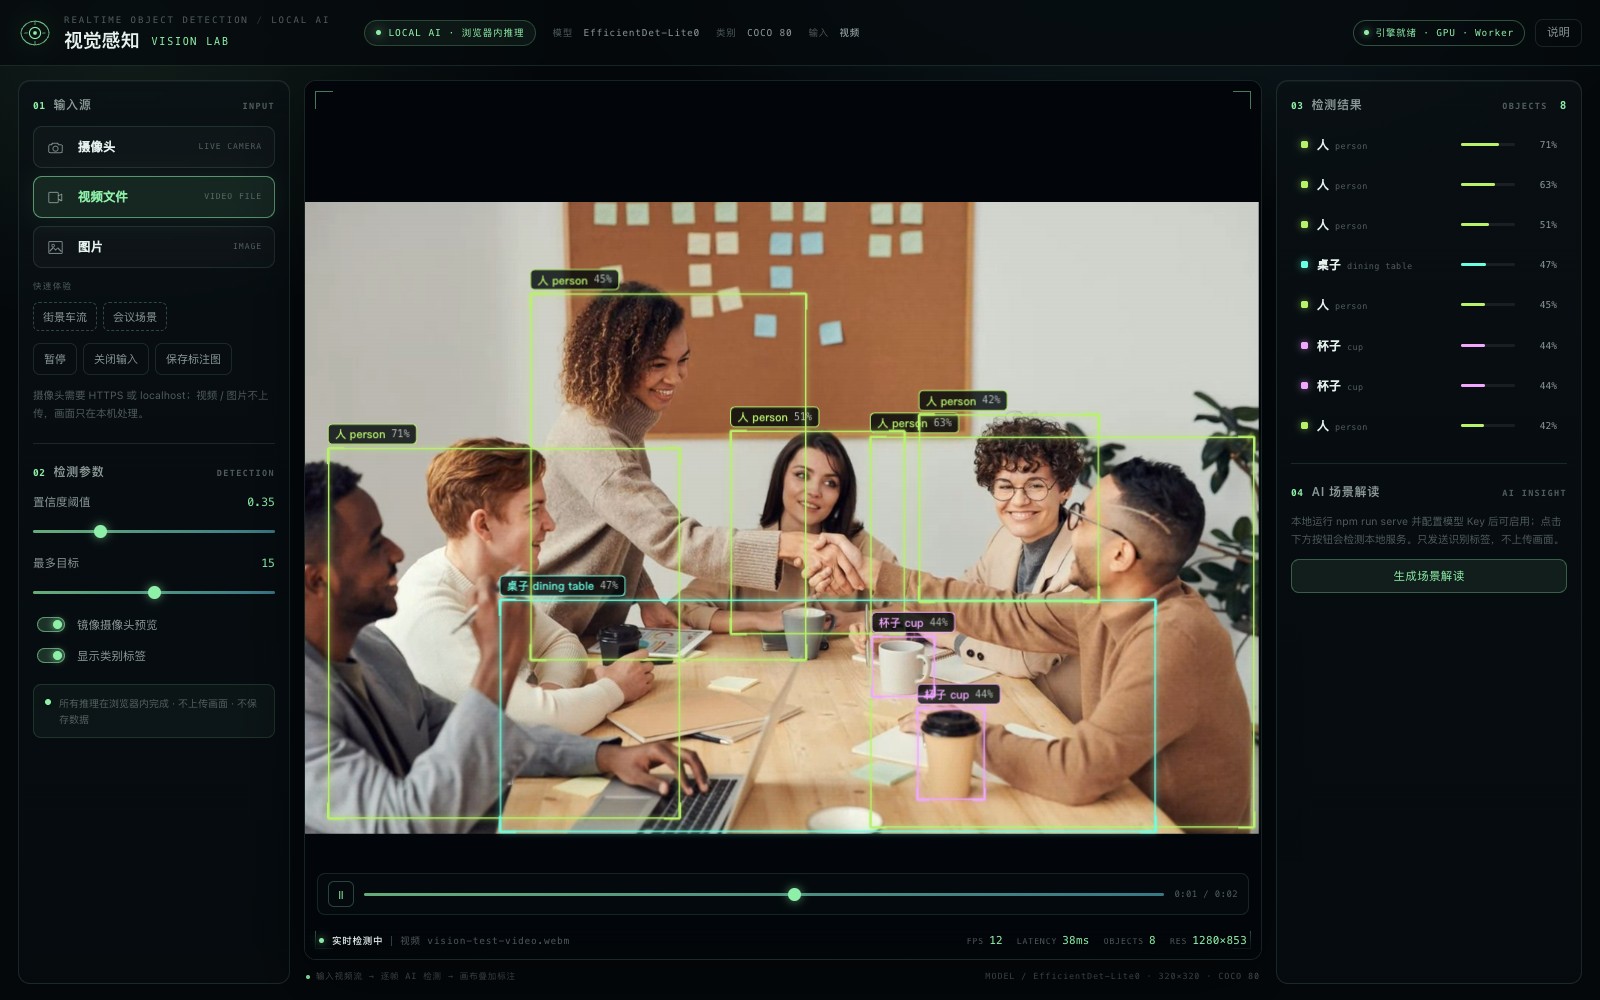 REALTIME OBJECT DETECTION / LOCAL AI
视觉感知 VISION LAB
LOCAL AI · 浏览器内推理
模型 EfficientDet-Lite0 类别 COCO 80 输入 视频
引擎就绪 · GPU · Worker
说明
01 输入源 INPUT
摄像头 LIVE CAMERA
视频文件 VIDEO FILE
图片 IMAGE
快速体验
街景车流 会议场景
暂停 关闭输入 保存标注图
摄像头需要 HTTPS 或 localhost；视频 / 图片不上
传，画面只在本机处理。
02 检测参数 DETECTION
置信度阈值 0.35
最多目标 15
镜像摄像头预览
显示类别标签
所有推理在浏览器内完成 · 不上传画面 · 不保
存数据
人 person 45%
人 person 42%
人 person 51%
人 person 63%
人 person 71%
桌子 dining table 47%
杯子 cup 44%
杯子 cup 44%
0:01 / 0:02
实时检测中 | 视频 vision-test-video.webm
FPS 12 LATENCY 38ms OBJECTS 8 RES 1280×853
输入视频流 → 逐帧 AI 检测 → 画布叠加标注
MODEL / EfficientDet-Lite0 · 320×320 · COCO 80
03 检测结果 OBJECTS 8
人 person 71%
人 person 63%
人 person 51%
桌子 dining table 47%
人 person 45%
杯子 cup 44%
杯子 cup 44%
人 person 42%
04 AI 场景解读 AI INSIGHT
本地运行 npm run serve 并配置模型 Key 后可启用；点击
下方按钮会检测本地服务。只发送识别标签，不上传画面。
生成场景解读